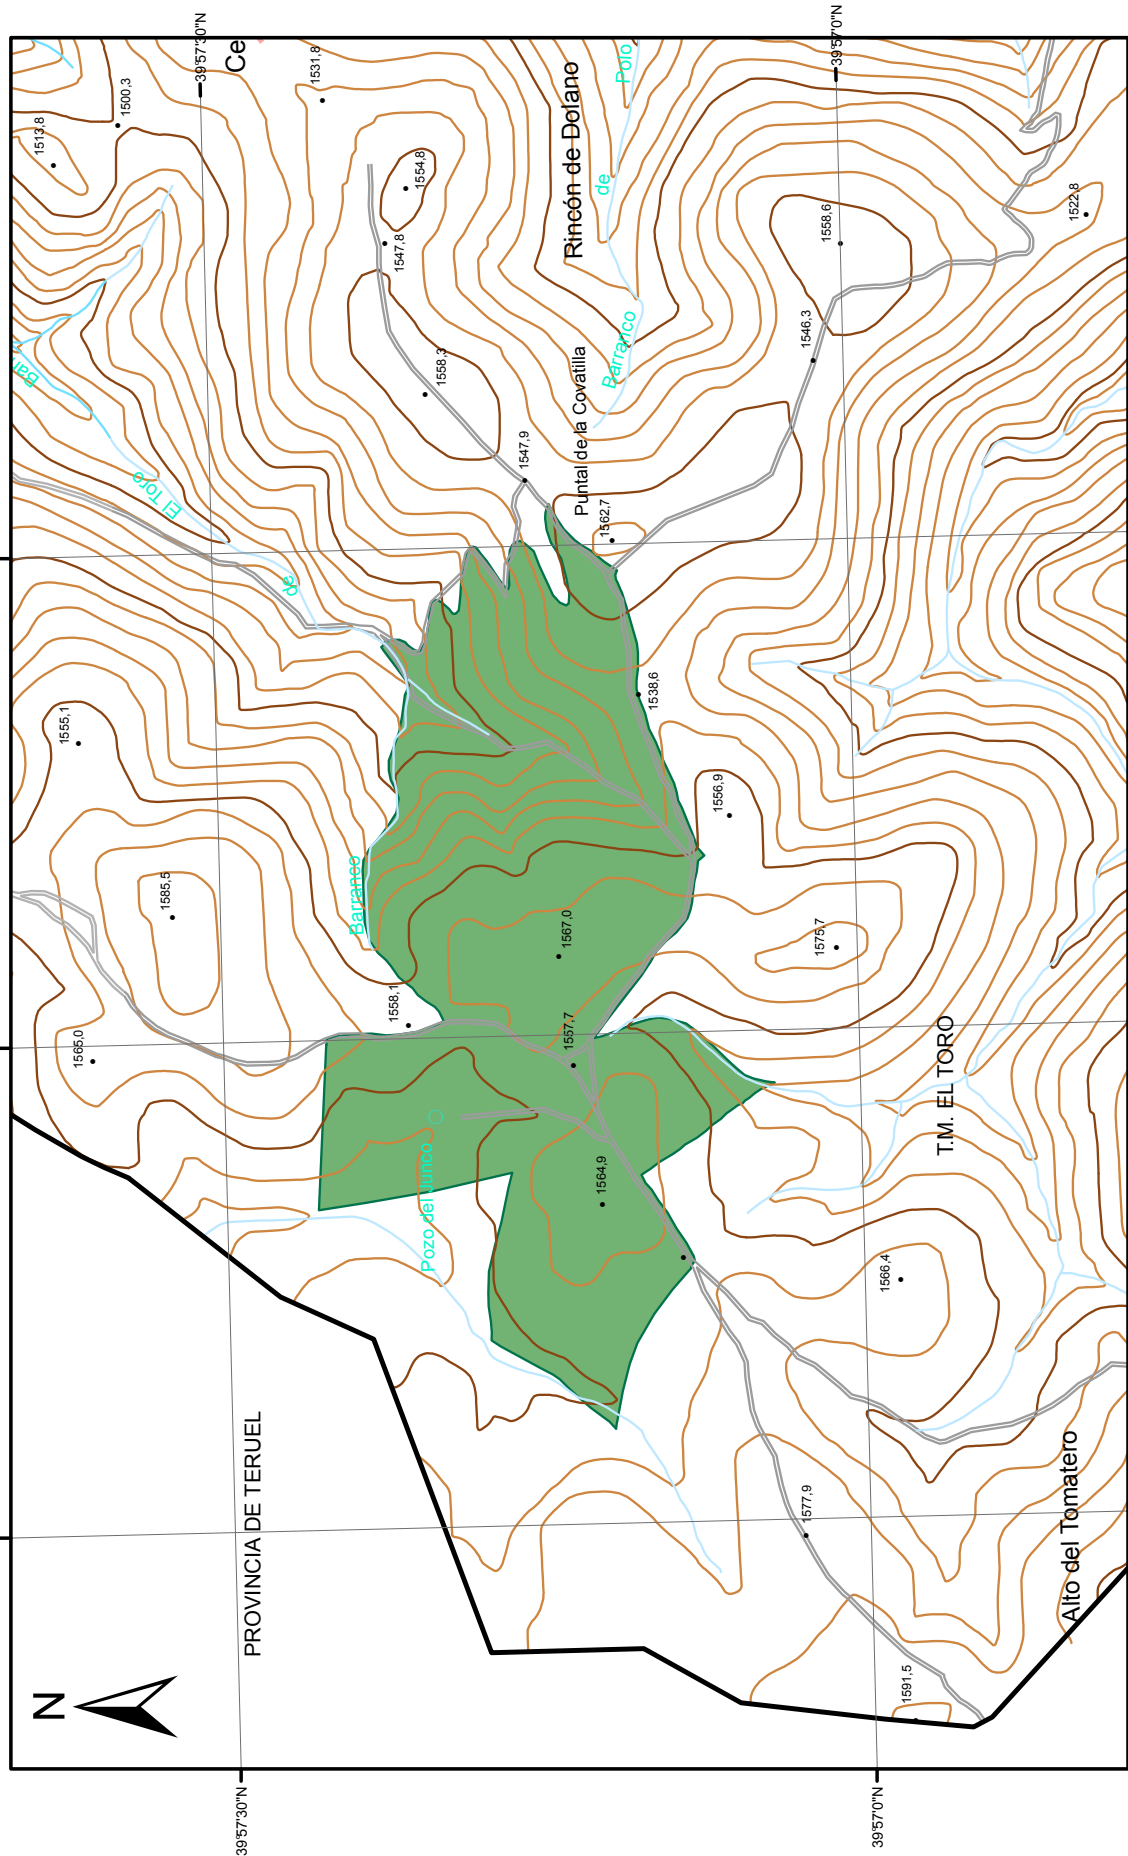 N
PROVINCIA DE TERUEL
39°57'30"N
39°57'30"N
39°57'0"N
39°57'0"N
1513,8
1500,3
Ce
1531,8
1554,8
1547,8
1558,3
1547,9
Rincón de Dolano
Barranco
de
Polo
Puntal de la Covatilla
1562,7
1558,6
1546,3
1522,8
Bar
El Toro
de
Barranco
1555,1
1585,5
1565,0
1558,1
1567,0
1557,7
1538,6
1556,9
1575,7
Pozo del Junco
1564,9
T.M. EL TORO
1566,4
1577,9
Alto del Tomatero
1591,5